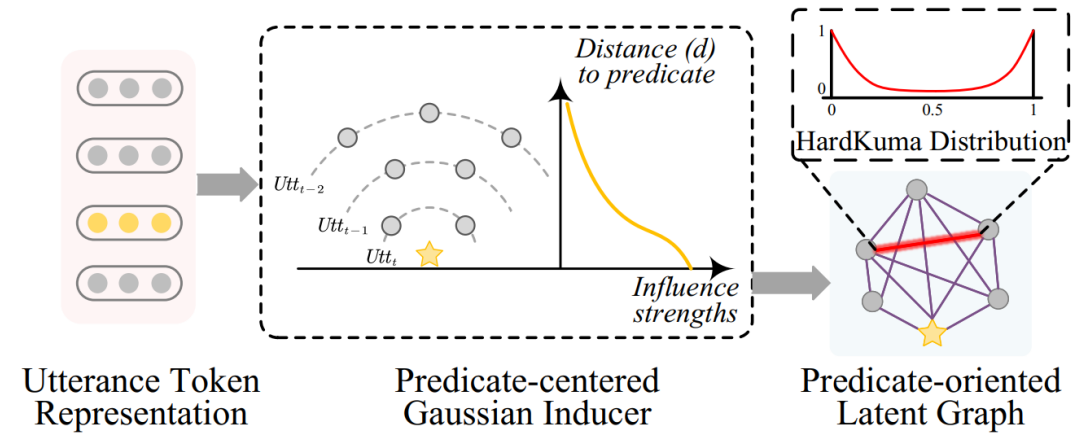 Distance (d)
to predicate
Utt_{t-2}
Utt_{t-1}
Utt_t
Influence
strengths
1
0
0
0.5
1
HardKuma Distribution
Utterance Token
Representation
Predicate-centered
Gaussian Inducer
Predicate-oriented
Latent Graph